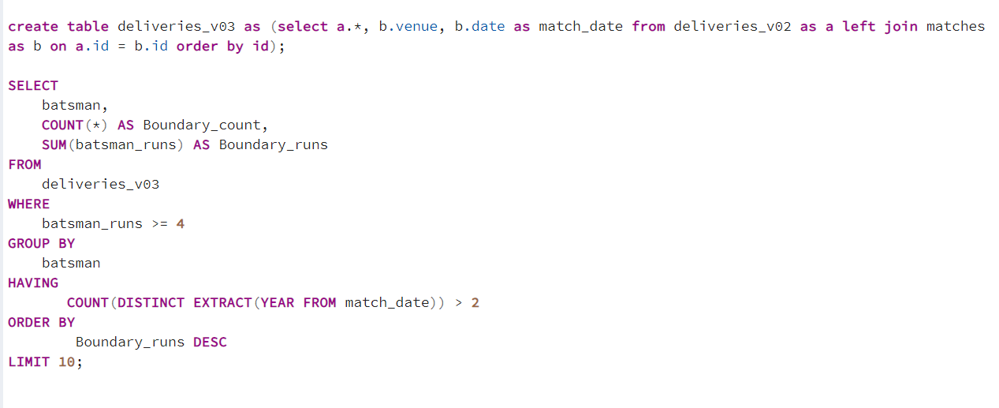 create table deliveries_v03 as (select a.*, b.venue, b.date as match_date from deliveries_v02 as a left join matches
as b on a.id = b.id order by id);
SELECT
batsman,
COUNT(*) AS Boundary_count,
SUM(batsman_runs) AS Boundary_runs
FROM
deliveries_v03
WHERE
batsman_runs >= 4
GROUP BY
batsman
HAVING
COUNT(DISTINCT EXTRACT(YEAR FROM match_date)) > 2
ORDER BY
Boundary_runs DESC
LIMIT 10;